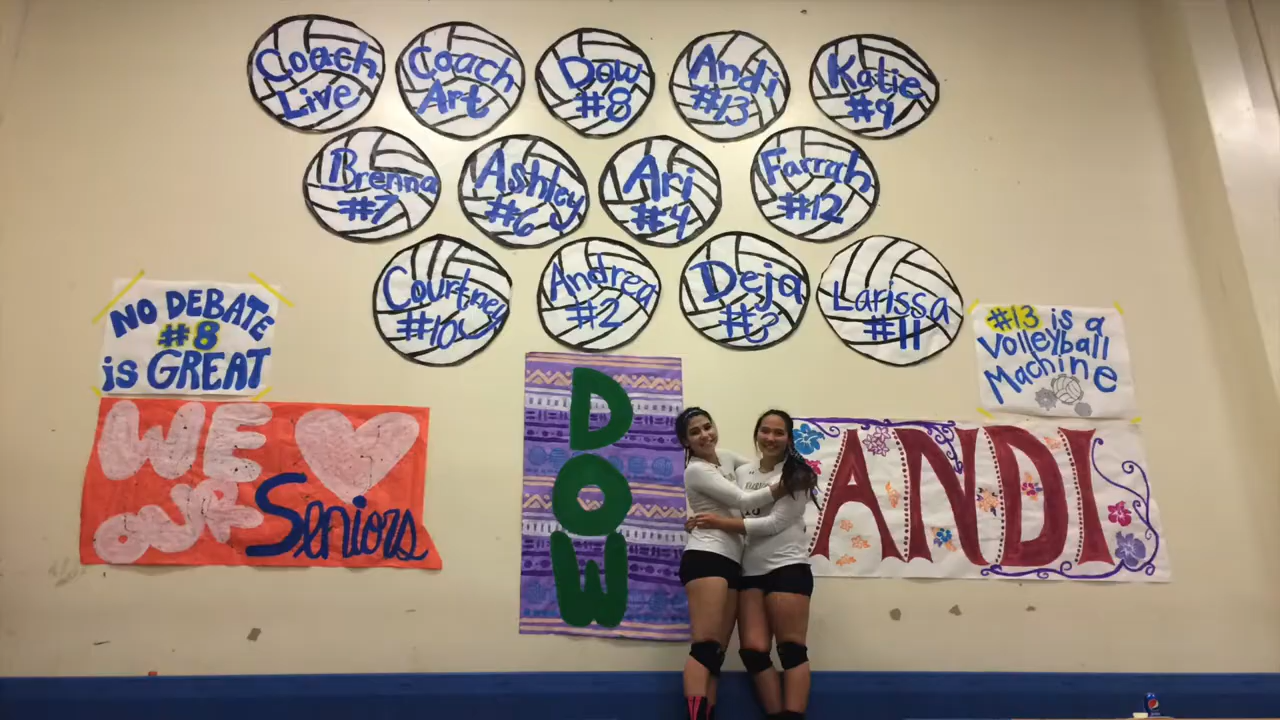 Coach
Live
Coach
Art
Dow
#8
Andi
#13
Katie
#9
Brenna
#7
Ashley
#6
Ari
#4
Farrah
#12
Courtney
#10
Andrea
#2
Deja
#3
Larissa
#11
NO DEBATE
#8
is GREAT
#13 is a
Volleyball
Machine
WE
our
Seniors
DOW
ANDI